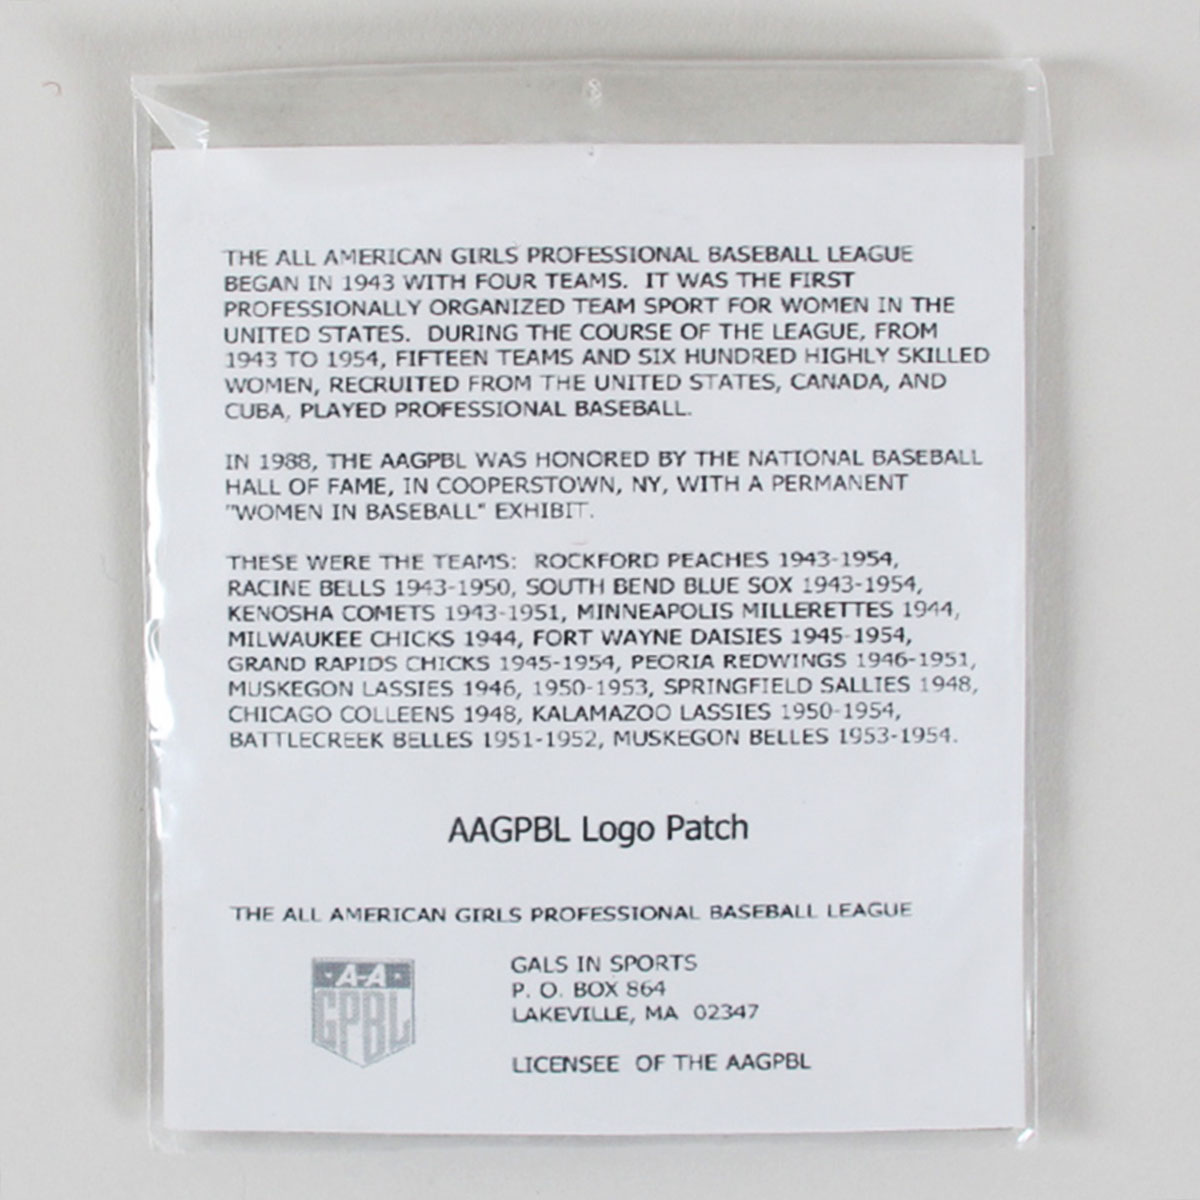 THE ALL AMERICAN GIRLS PROFESSIONAL BASEBALL LEAGUE
BEGAN IN 1943 WITH FOUR TEAMS. IT WAS THE FIRST
PROFESSIONALLY ORGANIZED TEAM SPORT FOR WOMEN IN THE
UNITED STATES. DURING THE COURSE OF THE LEAGUE, FROM
1943 TO 1954, FIFTEEN TEAMS AND SIX HUNDRED HIGHLY SKILLED
WOMEN, RECRUITED FROM THE UNITED STATES, CANADA, AND
CUBA, PLAYED PROFESSIONAL BASEBALL.
IN 1988, THE AAGPBL WAS HONORED BY THE NATIONAL BASEBALL
HALL OF FAME, IN COOPERSTOWN, NY, WITH A PERMANENT
"WOMEN IN BASEBALL" EXHIBIT.
THESE WERE THE TEAMS: ROCKFORD PEACHES 1943-1954,
RACINE BELLS 1943-1950, SOUTH BEND BLUE SOX 1943-1954,
KENOSHA COMETS 1943-1951, MINNEAPOLIS MILLERETTES 1944,
MILWAUKEE CHICKS 1944, FORT WAYNE DAISIES 1945-1954,
GRAND RAPIDS CHICKS 1945-1954, PEORIA REDWINGS 1946-1951,
MUSKEGON LASSIES 1946, 1950-1953, SPRINGFIELD SALLIES 1948,
CHICAGO COLLEENS 1948, KALAMAZOO LASSIES 1950-1954,
BATTLECREEK BELLES 1951-1952, MUSKEGON BELLES 1953-1954.
AAGPBL Logo Patch
THE ALL AMERICAN GIRLS PROFESSIONAL BASEBALL LEAGUE
A-A
GPBL
GALS IN SPORTS
P. O. BOX 864
LAKEVILLE, MA 02347
LICENSEE OF THE AAGPBL